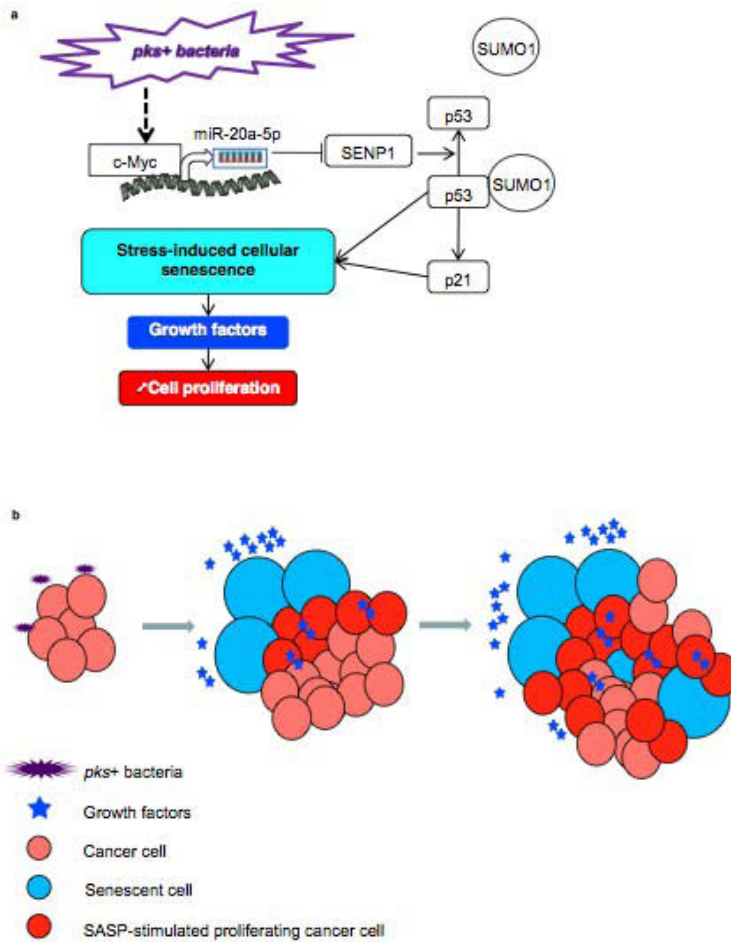 a
pks+ bacteria
SUMO1
miR-20a-5p
p53
c-Myc
SENP1
p53
SUMO1
Stress-induced cellular
senescence
p21
Growth factors
↗Cell proliferation
b
pks+ bacteria
Growth factors
Cancer cell
Senescent cell
SASP-stimulated proliferating cancer cell